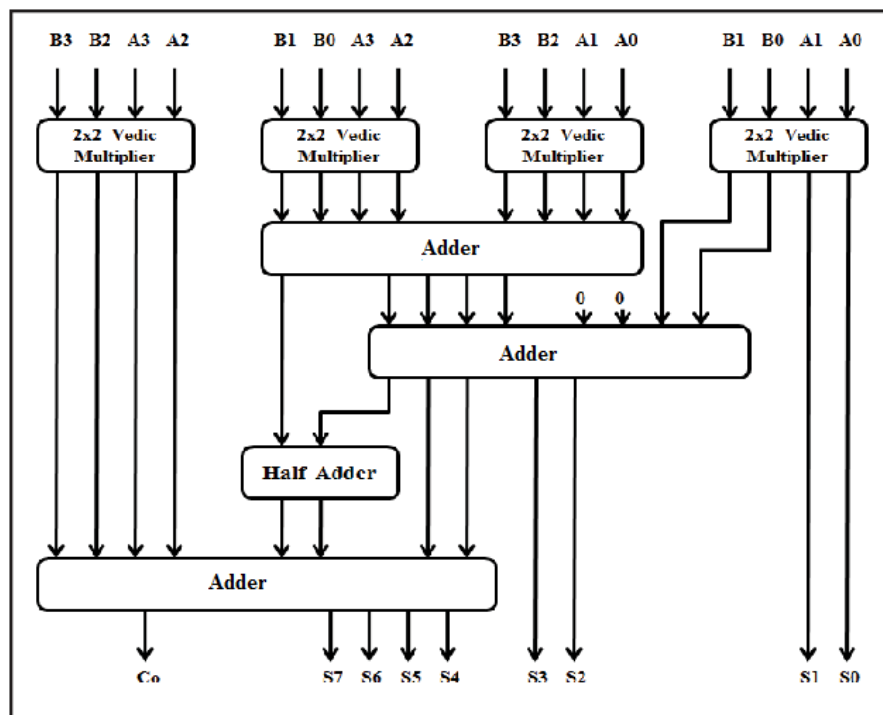 B3 B2 A3 A2 B1 B0 A3 A2 B3 B2 A1 A0 B1 B0 A1 A0
2x2 Vedic Multiplier
2x2 Vedic Multiplier
2x2 Vedic Multiplier
2x2 Vedic Multiplier
Adder
0 0
Adder
Half Adder
Adder
Co S7 S6 S5 S4 S3 S2 S1 S0